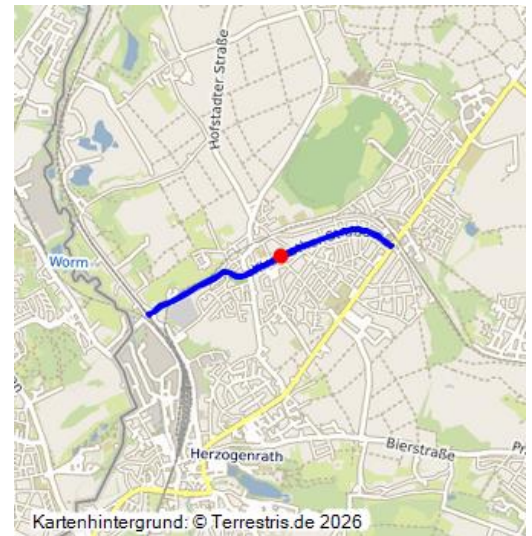 Hofstadter Straße
Worm
Herzogenrath
Bierstraße
Kartenhintergrund: © Terrestris.de 2026